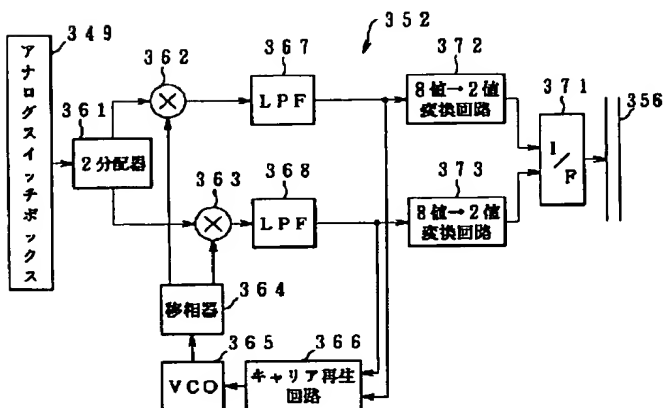 352
349
アナログスイッチボックス
361
2分配器
362
367
LPF
372
8値→2値
変換回路
371
I/F
356
363
368
LPF
373
8値→2値
変換回路
364
移相器
365
VCO
366
キャリア再生
回路